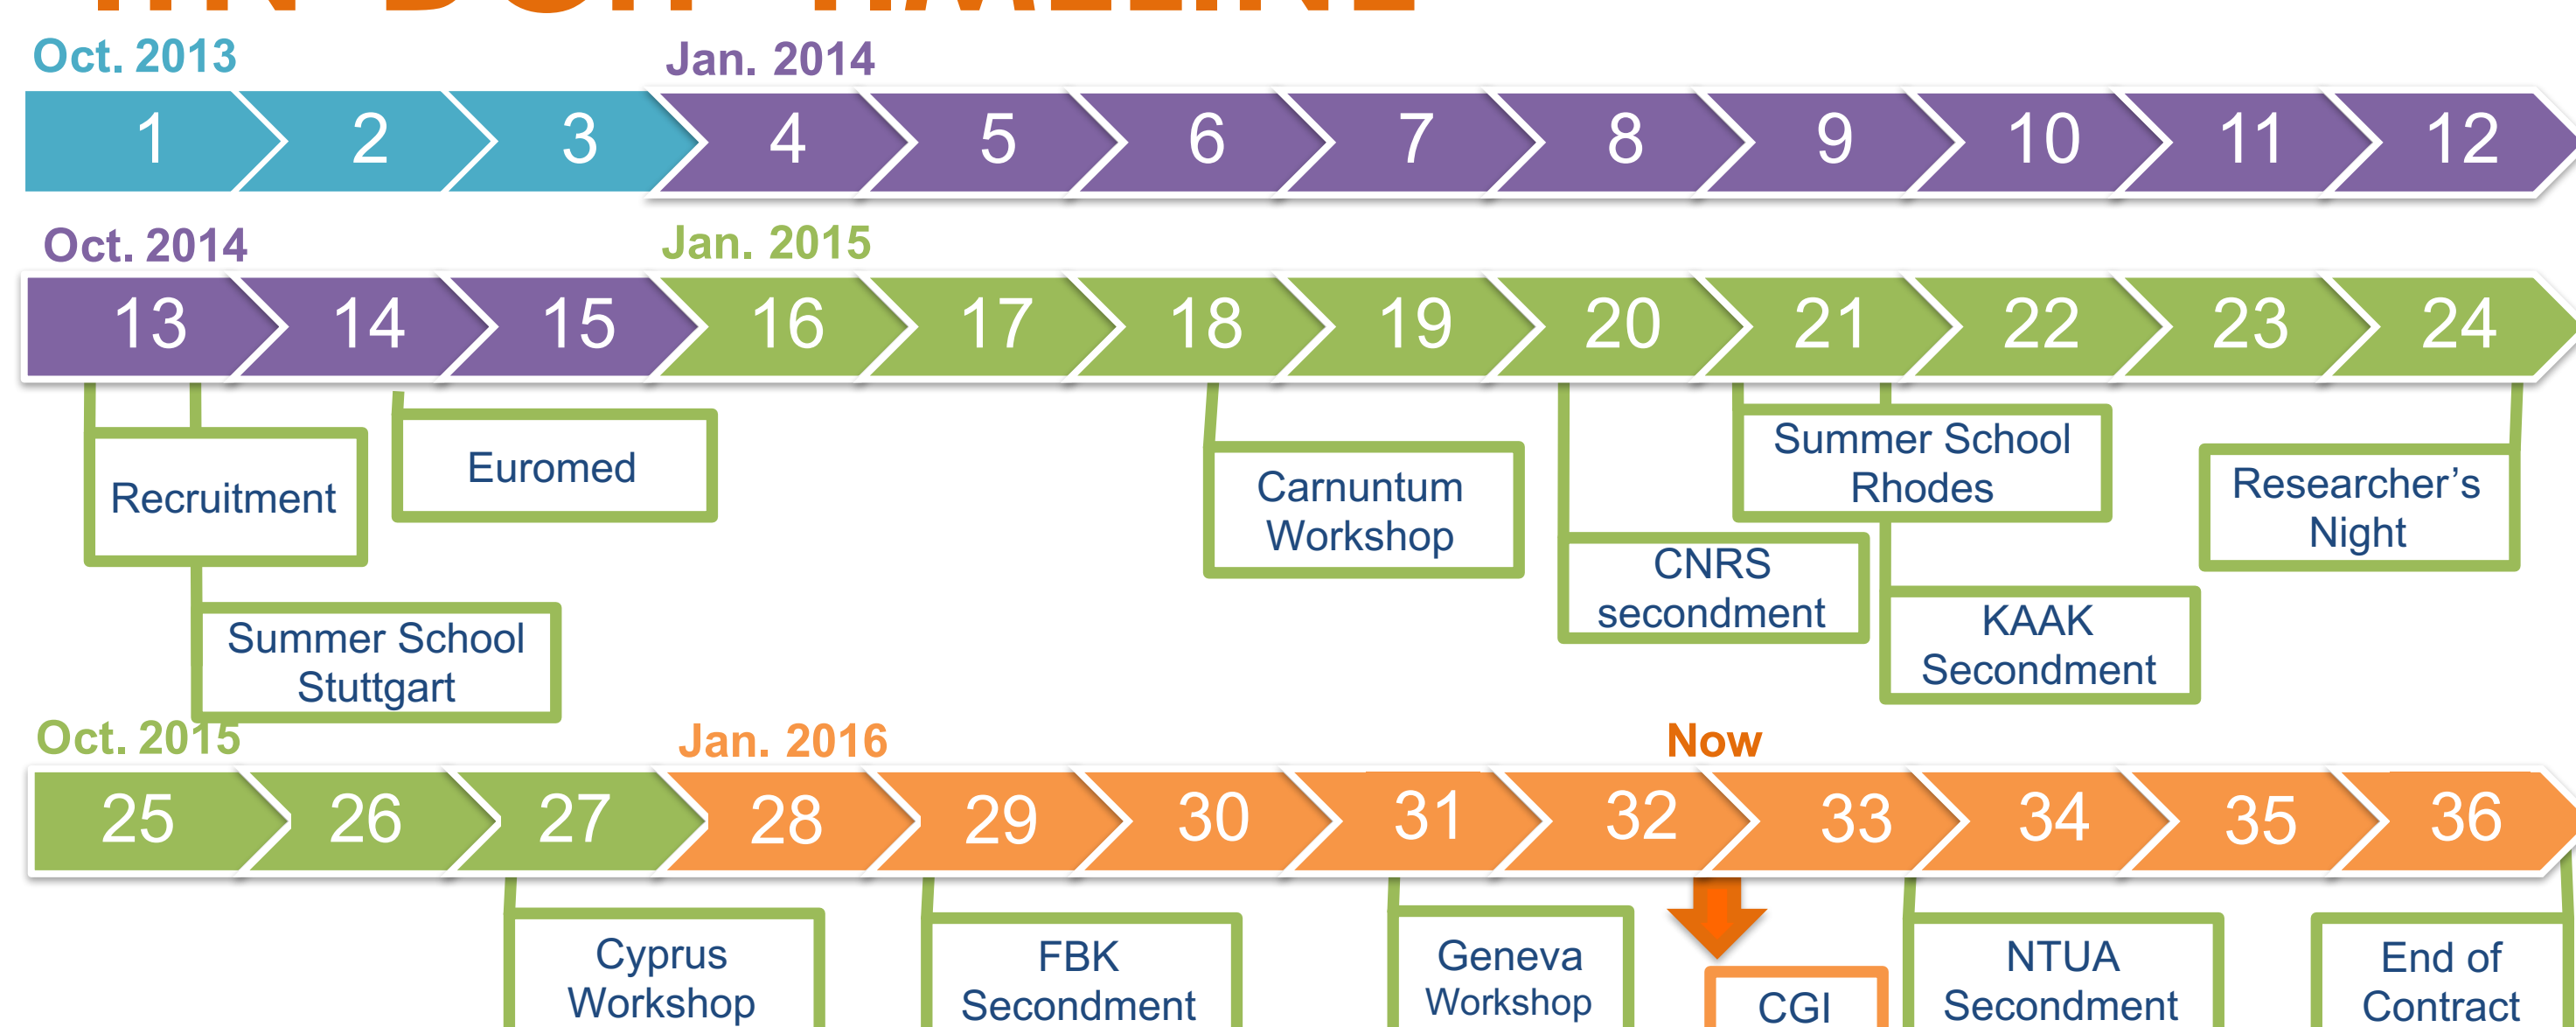 Oct. 2013 Jan. 2014
1 2 3 4 5 6 7 8 9 10 11 12
Oct. 2014 Jan. 2015
13 14 15 16 17 18 19 20 21 22 23 24
Recruitment
Euromed
Summer School
Stuttgart
Carnuntum
Workshop
CNRS
secondment
Summer School
Rhodes
KAAK
Secondment
Researcher’s
Night
Oct. 2015 Jan. 2016 Now
25 26 27 28 29 30 31 32 33 34 35 36
Cyprus
Workshop
FBK
Secondment
Geneva
Workshop
CGI
NTUA
Secondment
End of
Contract